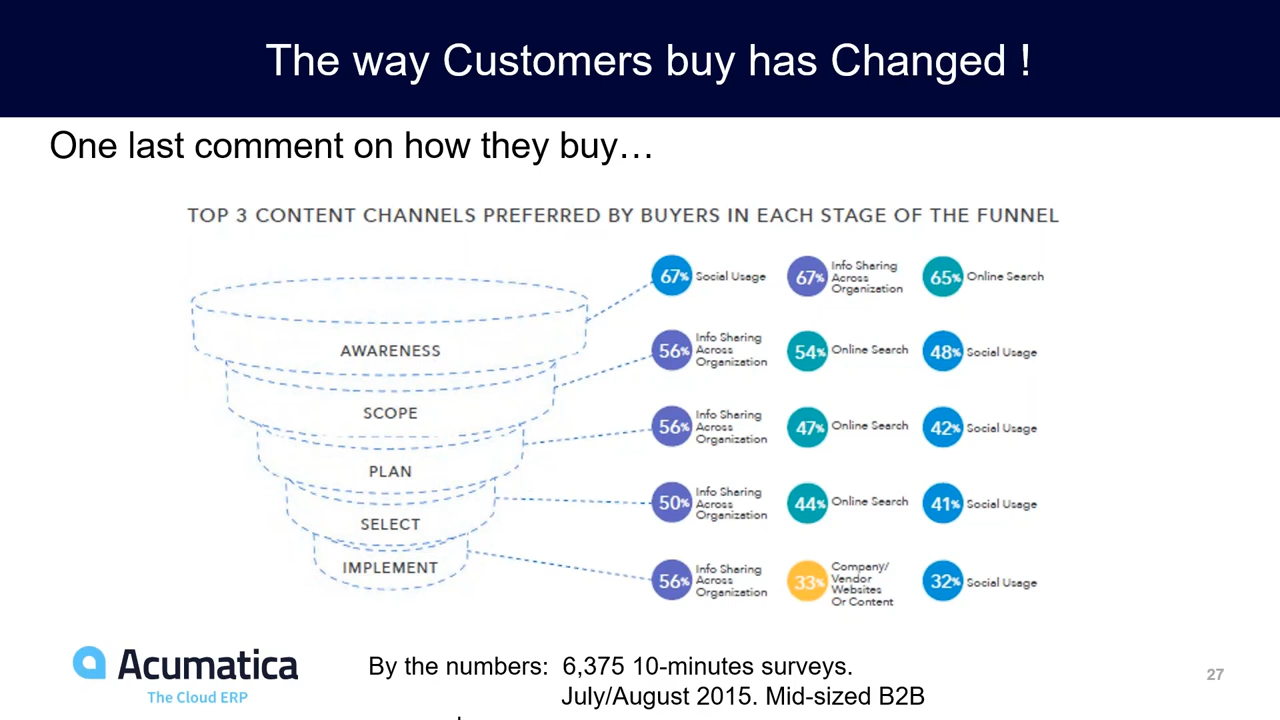 The way Customers buy has Changed !
One last comment on how they buy…
TOP 3 CONTENT CHANNELS PREFERRED BY BUYERS IN EACH STAGE OF THE FUNNEL
AWARENESS
67% Social Usage
67% Info Sharing
Across
Organization
65% Online Search
SCOPE
56% Info Sharing
Across
Organization
54% Online Search
48% Social Usage
PLAN
56% Info Sharing
Across
Organization
47% Online Search
42% Social Usage
SELECT
50% Info Sharing
Across
Organization
44% Online Search
41% Social Usage
IMPLEMENT
56% Info Sharing
Across
Organization
33% Company/
Vendor
Websites
Or Content
32% Social Usage
Acumatica
The Cloud ERP
By the numbers: 6,375 10-minutes surveys.
July/August 2015. Mid-sized B2B
27